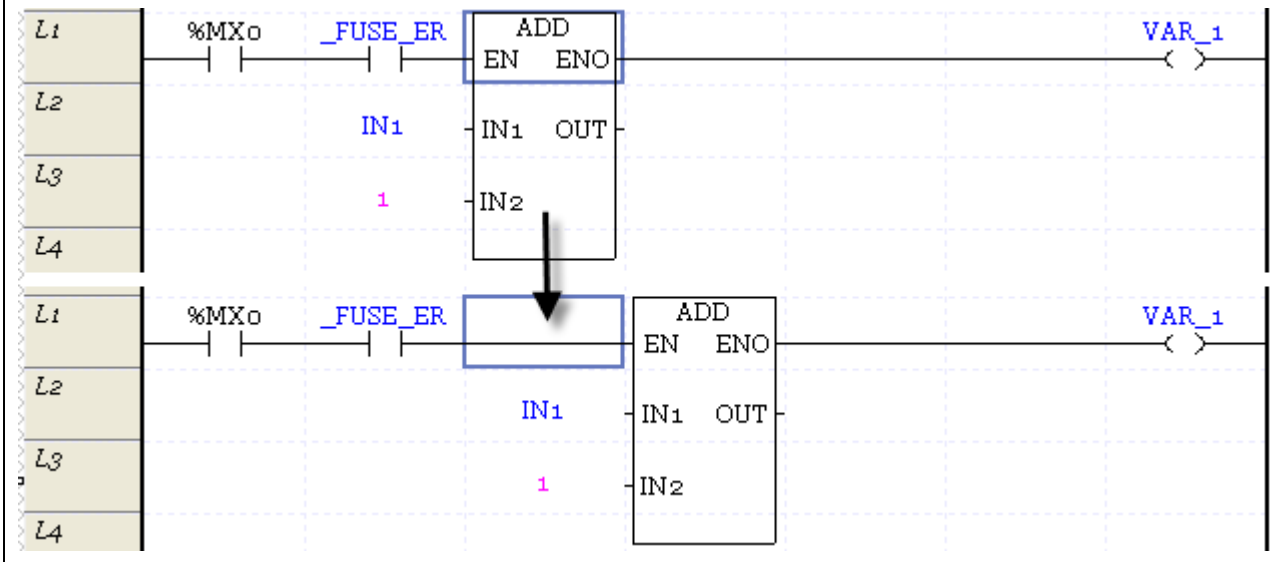 L1 %MX0 _FUSE_ER ADD VAR_1
EN ENO
L2
IN1 IN1 OUT
L3
1 IN2
L4
L1 %MX0 _FUSE_ER ADD VAR_1
EN ENO
L2
IN1 IN1 OUT
L3
1 IN2
L4